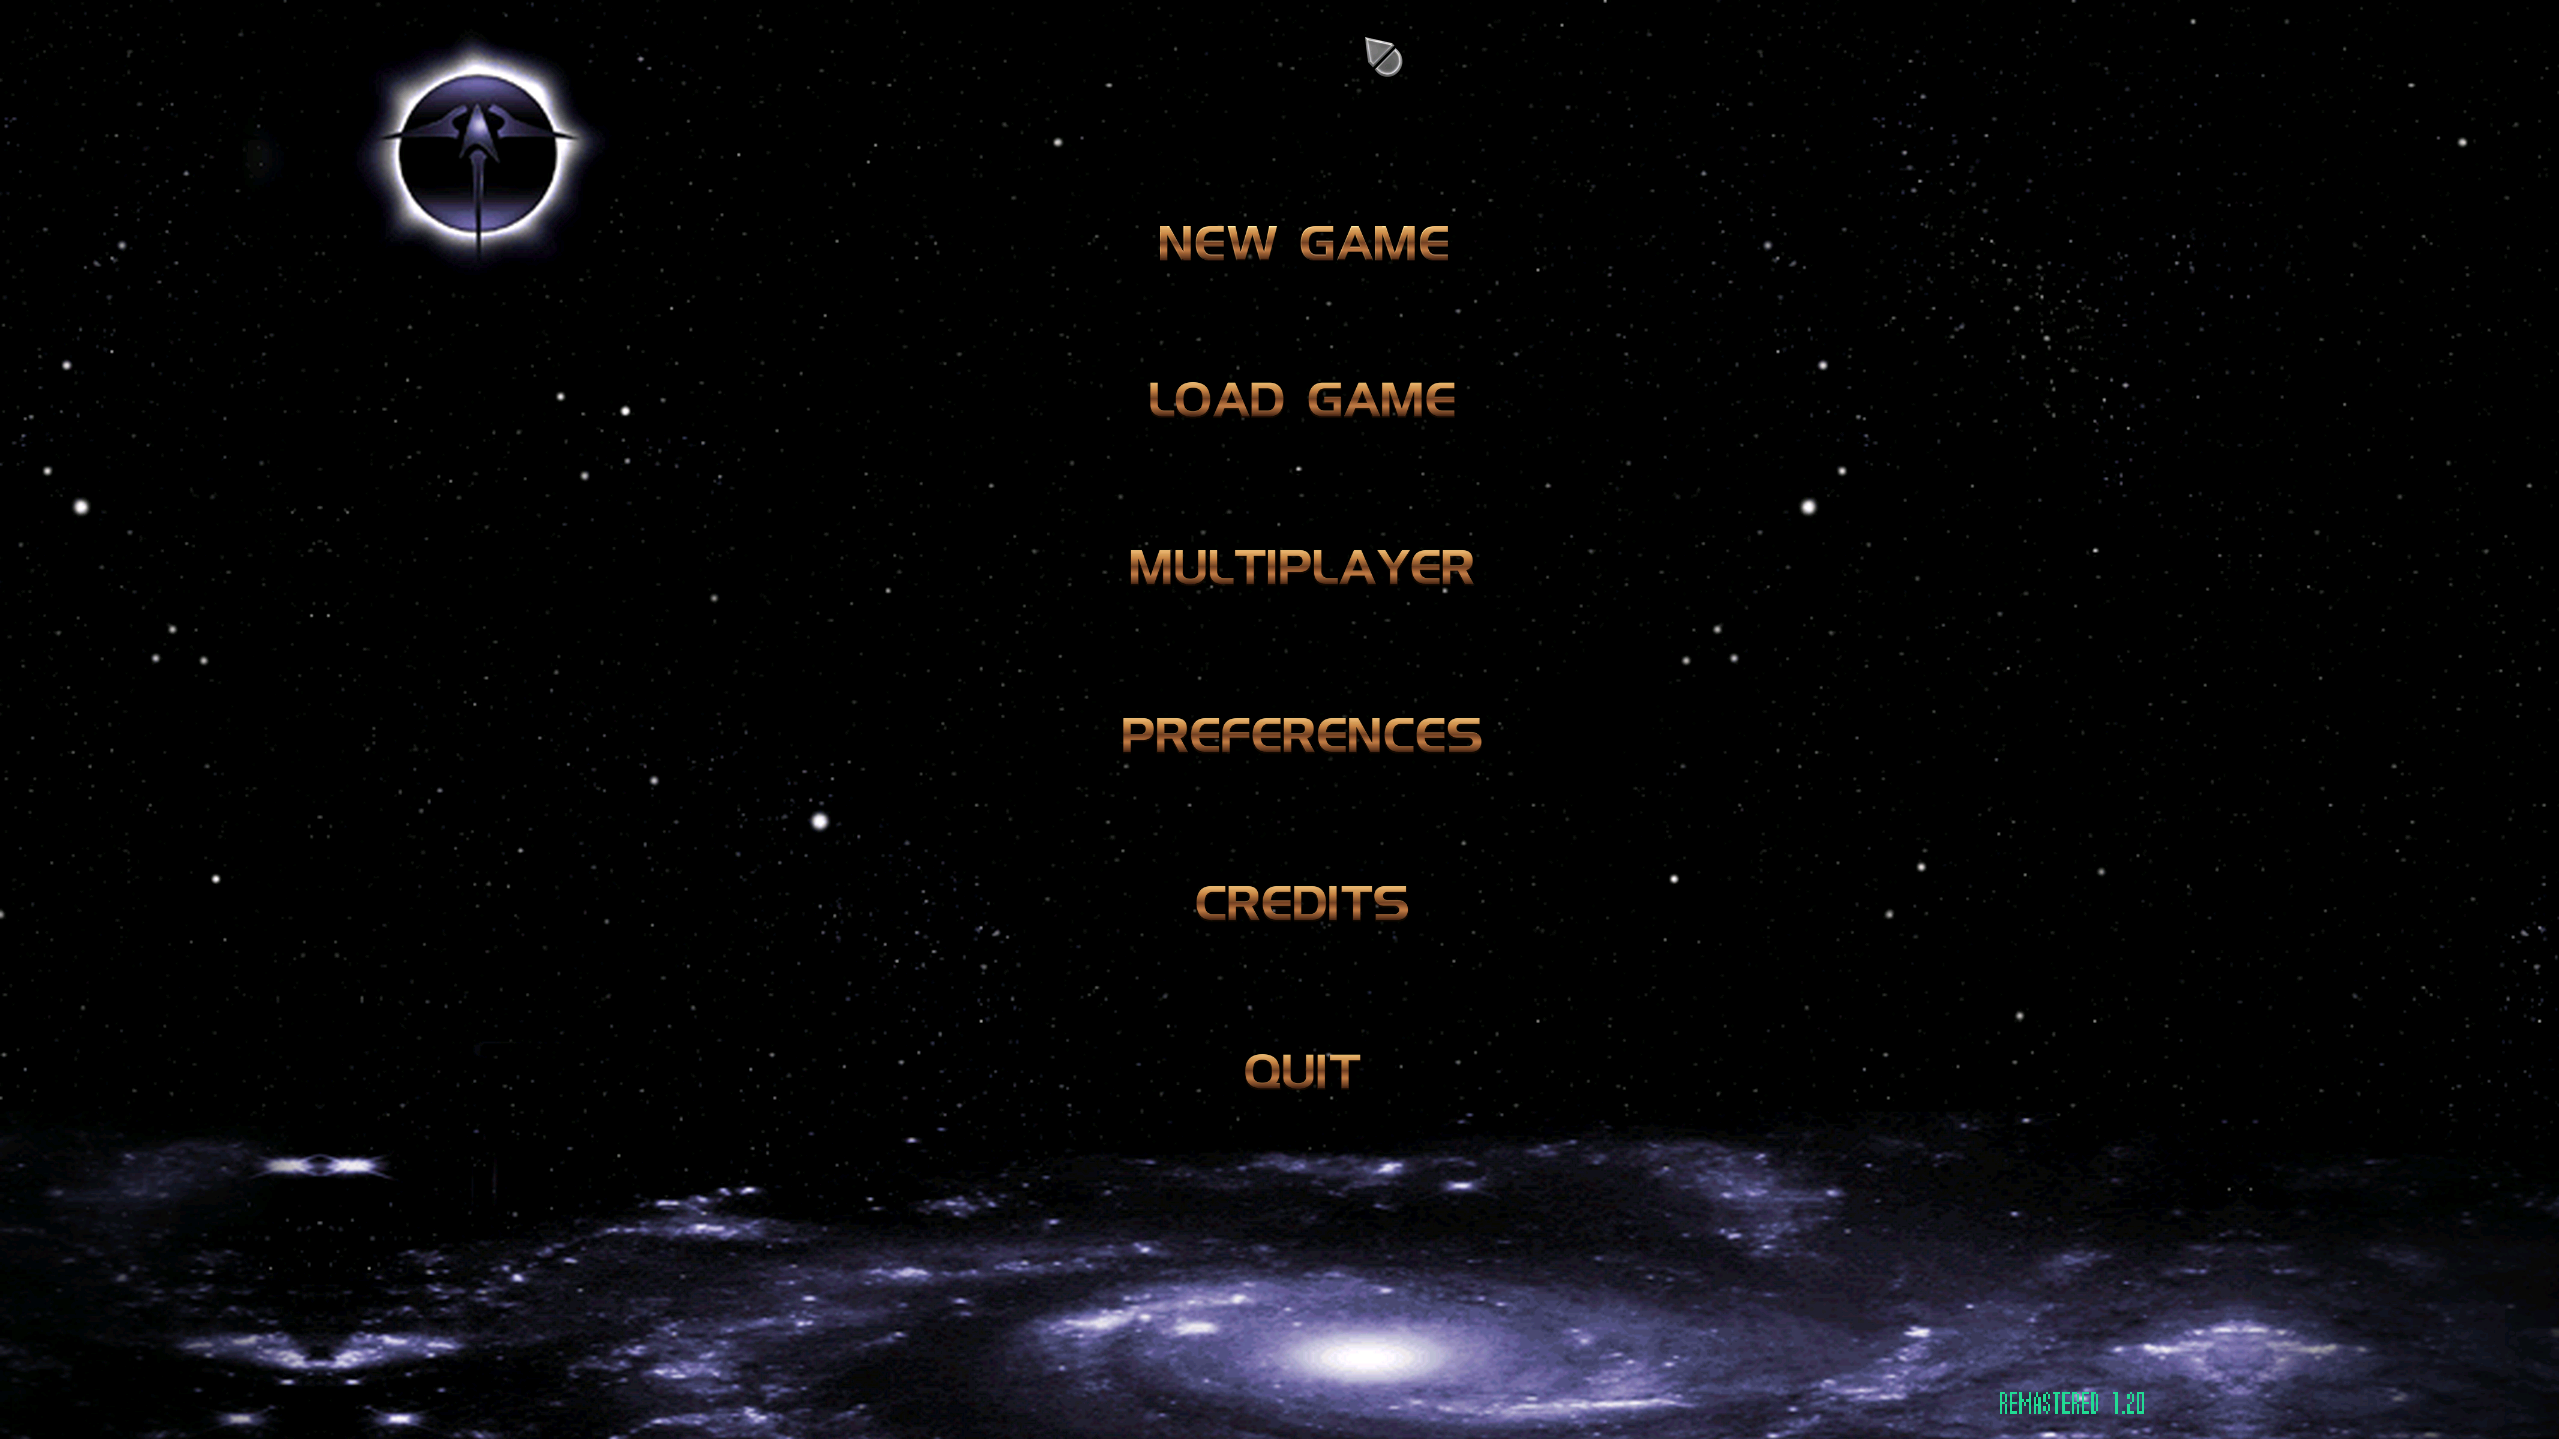 NEW GAME
LOAD GAME
MULTIPLAYER
PREFERENCES
CREDITS
QUIT
REMASTERED 1.20